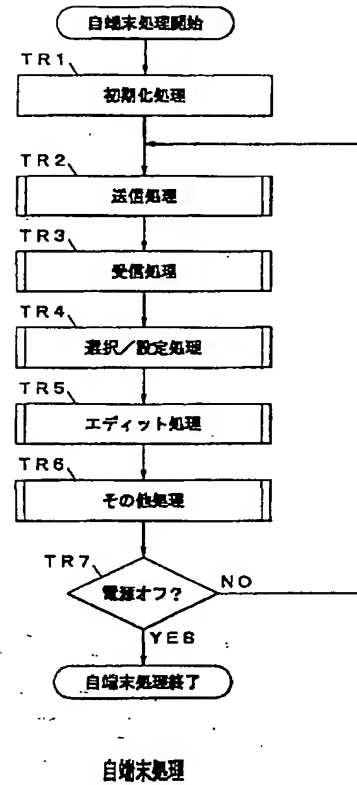 自端末処理開始
TR1
初期化処理
TR2
送信処理
TR3
受信処理
TR4
選択／設定処理
TR5
エディット処理
TR6
その他処理
TR7
電源オフ？
NO
YES
自端末処理終了
自端末処理